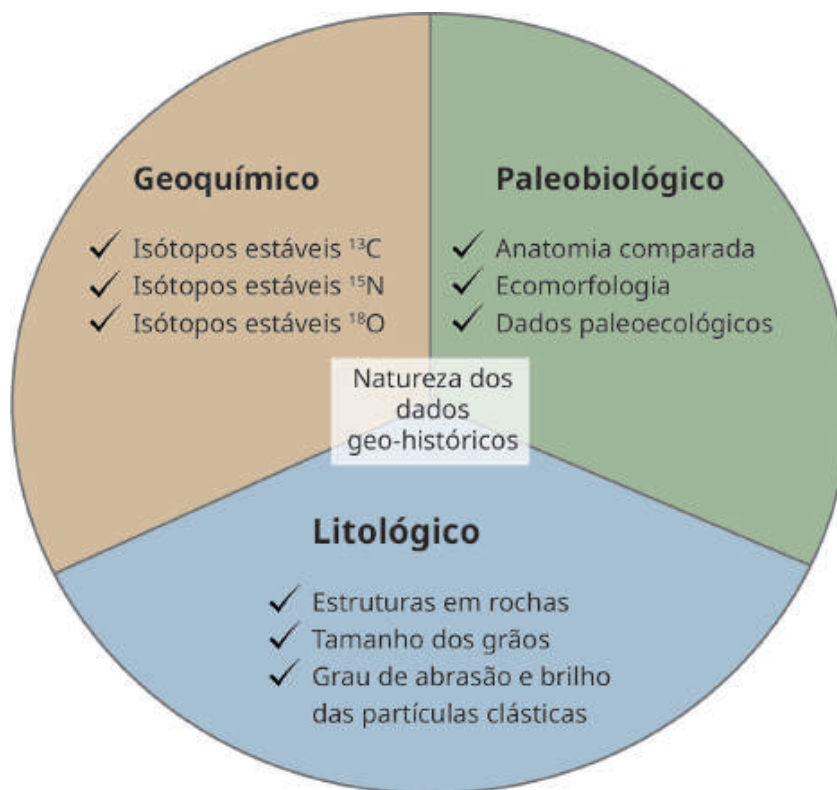 Geoquímico
✓ Isótopos estáveis ¹³C
✓ Isótopos estáveis ¹⁵N
✓ Isótopos estáveis ¹⁸O
Paleobiológico
✓ Anatomia comparada
✓ Ecomorfologia
✓ Dados paleoecológicos
Natureza dos
dados
geo-históricos
Litológico
✓ Estruturas em rochas
✓ Tamanho dos grãos
✓ Grau de abrasão e brilho
das partículas clásticas